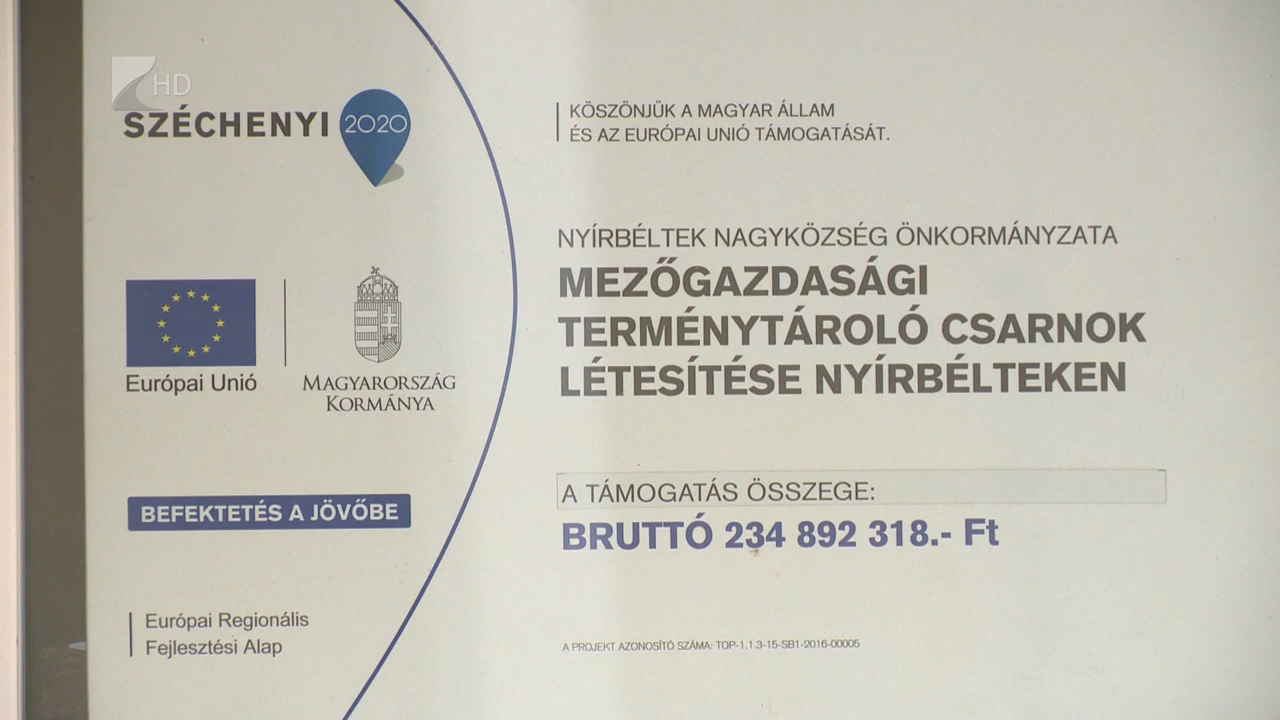 HD
SZÉCHENYI 2020
KÖSZÖNJÜK A MAGYAR ÁLLAM
ÉS AZ EURÓPAI UNIÓ TÁMOGATÁSÁT.
NYÍRBÉLTEK NAGYKÖZSÉG ÖNKORMÁNYZATA
MEZŐGAZDASÁGI
TERMÉNYTÁROLÓ CSARNOK
LÉTESÍTÉSE NYÍRBÉLTEKEN
Európai Unió
MAGYARORSZÁG
KORMÁNYA
A TÁMOGATÁS ÖSSZEGE:
BRUTTÓ 234 892 318.- Ft
BEFEKTETÉS A JÖVŐBE
Európai Regionális
Fejlesztési Alap
A PROJEKT AZONOSÍTÓ SZÁMA: TOP-1.1.3-15-SB1-2016-00005